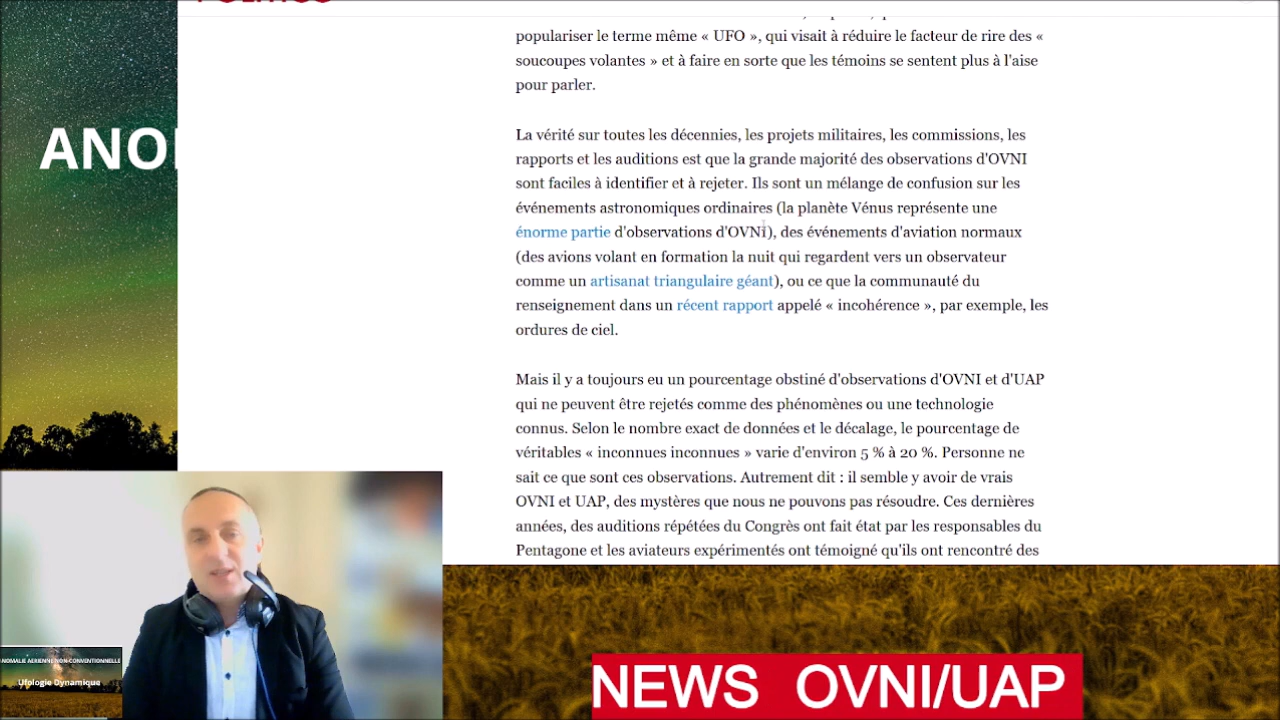 populariser le terme même « UFO », qui visait à réduire le facteur de rire des «
soucoupes volantes » et à faire en sorte que les témoins se sentent plus à l'aise
pour parler.
ANO
La vérité sur toutes les décennies, les projets militaires, les commissions, les
rapports et les auditions est que la grande majorité des observations d'OVNI
sont faciles à identifier et à rejeter. Ils sont un mélange de confusion sur les
événements astronomiques ordinaires (la planète Vénus représente une
énorme partie d'observations d'OVNI), des événements d'aviation normaux
(des avions volant en formation la nuit qui regardent vers un observateur
comme un artisanat triangulaire géant), ou ce que la communauté du
renseignement dans un récent rapport appelé « incohérence », par exemple, les
ordures de ciel.
Mais il y a toujours eu un pourcentage obstiné d'observations d'OVNI et d'UAP
qui ne peuvent être rejetés comme des phénomènes ou une technologie
connus. Selon le nombre exact de données et le décalage, le pourcentage de
véritables « inconnues inconnues » varie d'environ 5 % à 20 %. Personne ne
sait ce que sont ces observations. Autrement dit : il semble y avoir de vrais
OVNI et UAP, des mystères que nous ne pouvons pas résoudre. Ces dernières
années, des auditions répétées du Congrès ont fait état par les responsables du
Pentagone et les aviateurs expérimentés ont témoigné qu'ils ont rencontré des
ANOMALIE AERIENNE NON-CONVENTIONNELLE
Ufologie Dynamique
NEWS OVNI/UAP